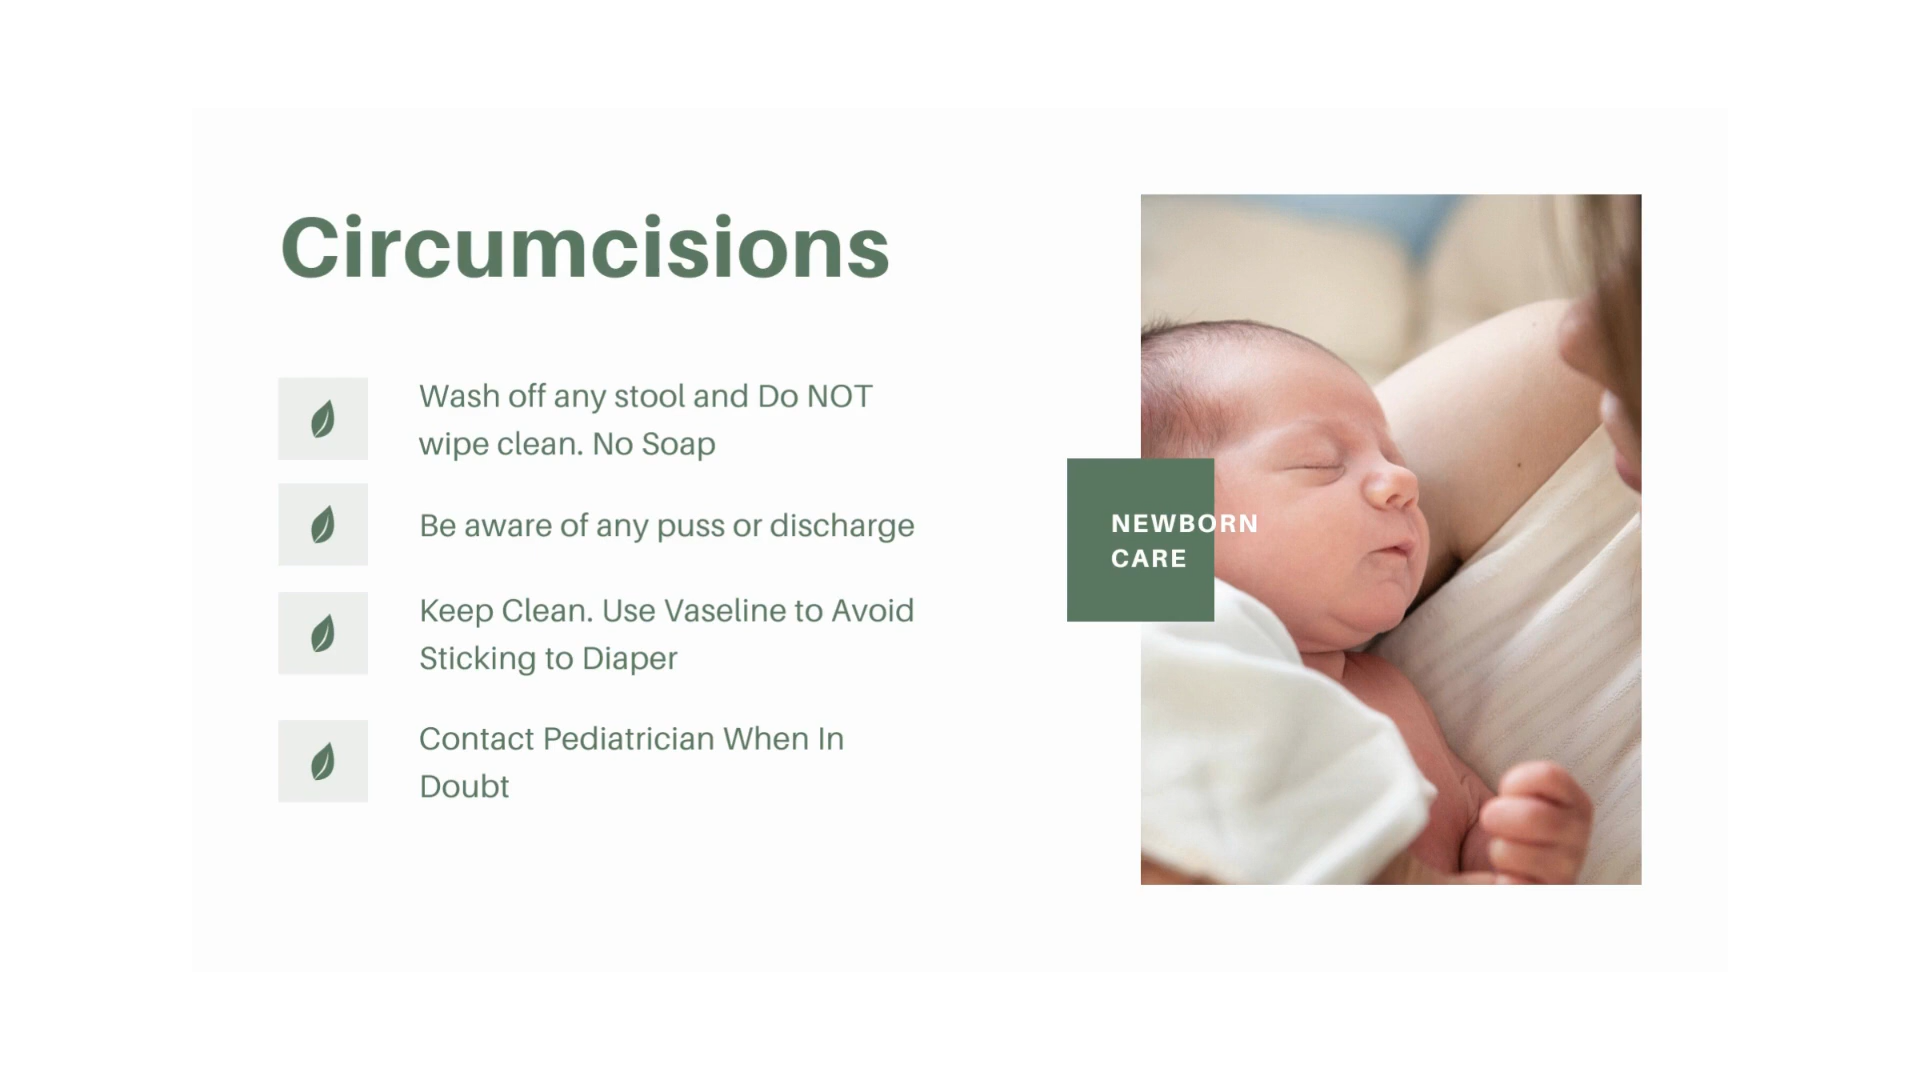 Circumcisions
Wash off any stool and Do NOT
wipe clean. No Soap
Be aware of any puss or discharge
Keep Clean. Use Vaseline to Avoid
Sticking to Diaper
Contact Pediatrician When In
Doubt
NEWBORN
CARE